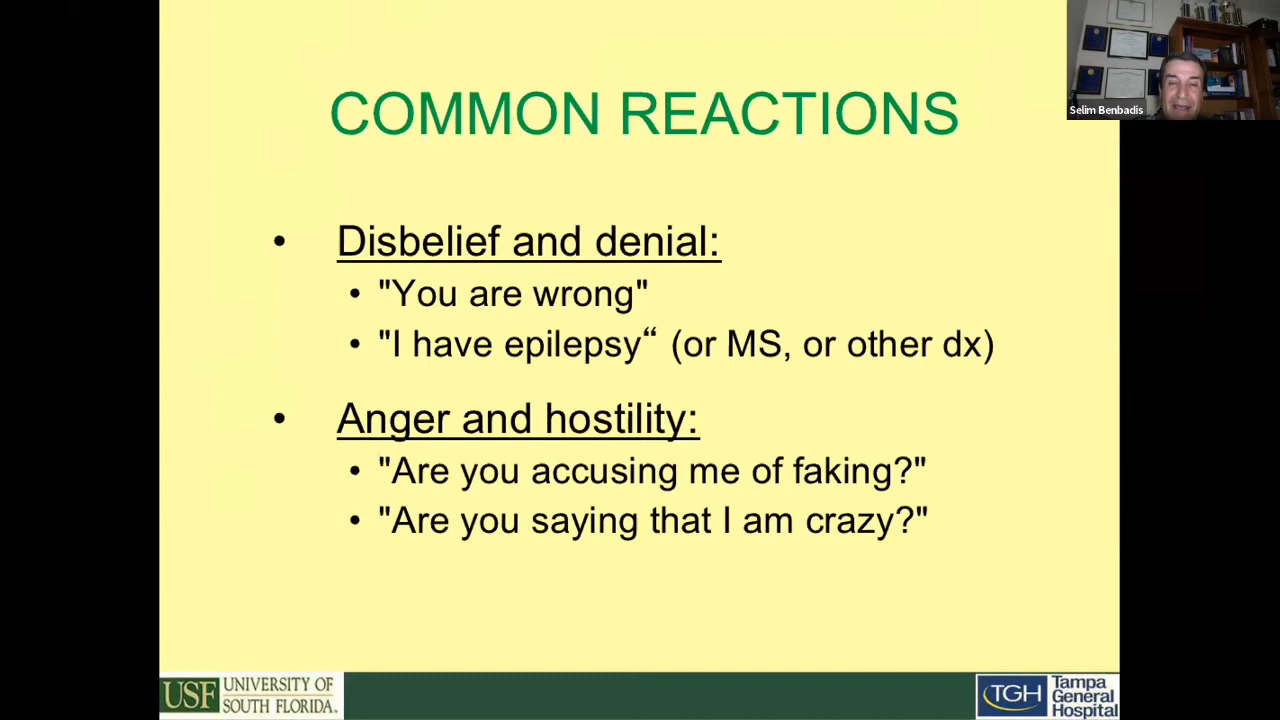 Selim Benbadis
COMMON REACTIONS
• Disbelief and denial:
• "You are wrong"
• "I have epilepsy“ (or MS, or other dx)
• Anger and hostility:
• "Are you accusing me of faking?"
• "Are you saying that I am crazy?"
USF UNIVERSITY OF
SOUTH FLORIDA
TGH Tampa
General
Hospital